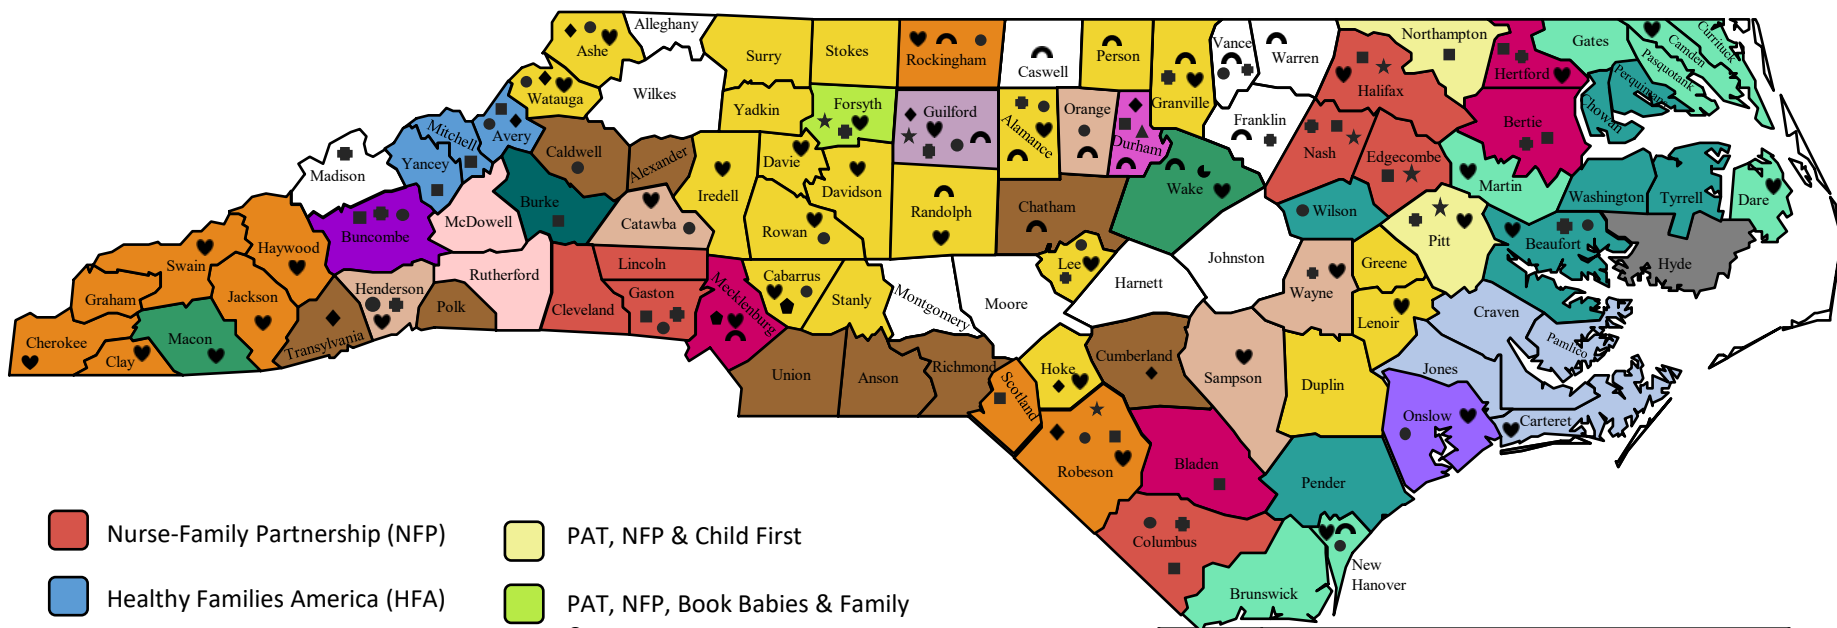 Alleghany
Ashe
Surry
Stokes
Rockingham
Caswell
Person
Granville
Vance
Warren
Northampton
Hertford
Gates
Camden
Currituck
Pasquotank
Perquimans
Chowan
Halifax
Bertie
Watauga
Wilkes
Yadkin
Forsyth
Guilford
Alamance
Orange
Durham
Franklin
Nash
Edgecombe
Martin
Washington
Tyrrell
Dare
Mitchell
Avery
Yancey
Madison
Caldwell
Alexander
Iredell
Davie
Davidson
Randolph
Chatham
Wake
Wilson
Pitt
Beaufort
Hyde
Buncombe
McDowell
Burke
Catawba
Rowan
Lee
Harnett
Johnston
Wayne
Greene
Lenoir
Craven
Pamlico
Haywood
Swain
Graham
Jackson
Cherokee
Clay
Macon
Transylvania
Henderson
Polk
Rutherford
Cleveland
Lincoln
Gaston
Mecklenburg
Cabarrus
Stanly
Montgomery
Moore
Union
Anson
Richmond
Scotland
Hoke
Cumberland
Sampson
Duplin
Jones
Onslow
Carteret
Robeson
Bladen
Pender
Columbus
Brunswick
New
Hanover
Nurse-Family Partnership (NFP)
Healthy Families America (HFA)
PAT, NFP & Child First
PAT, NFP, Book Babies & Family